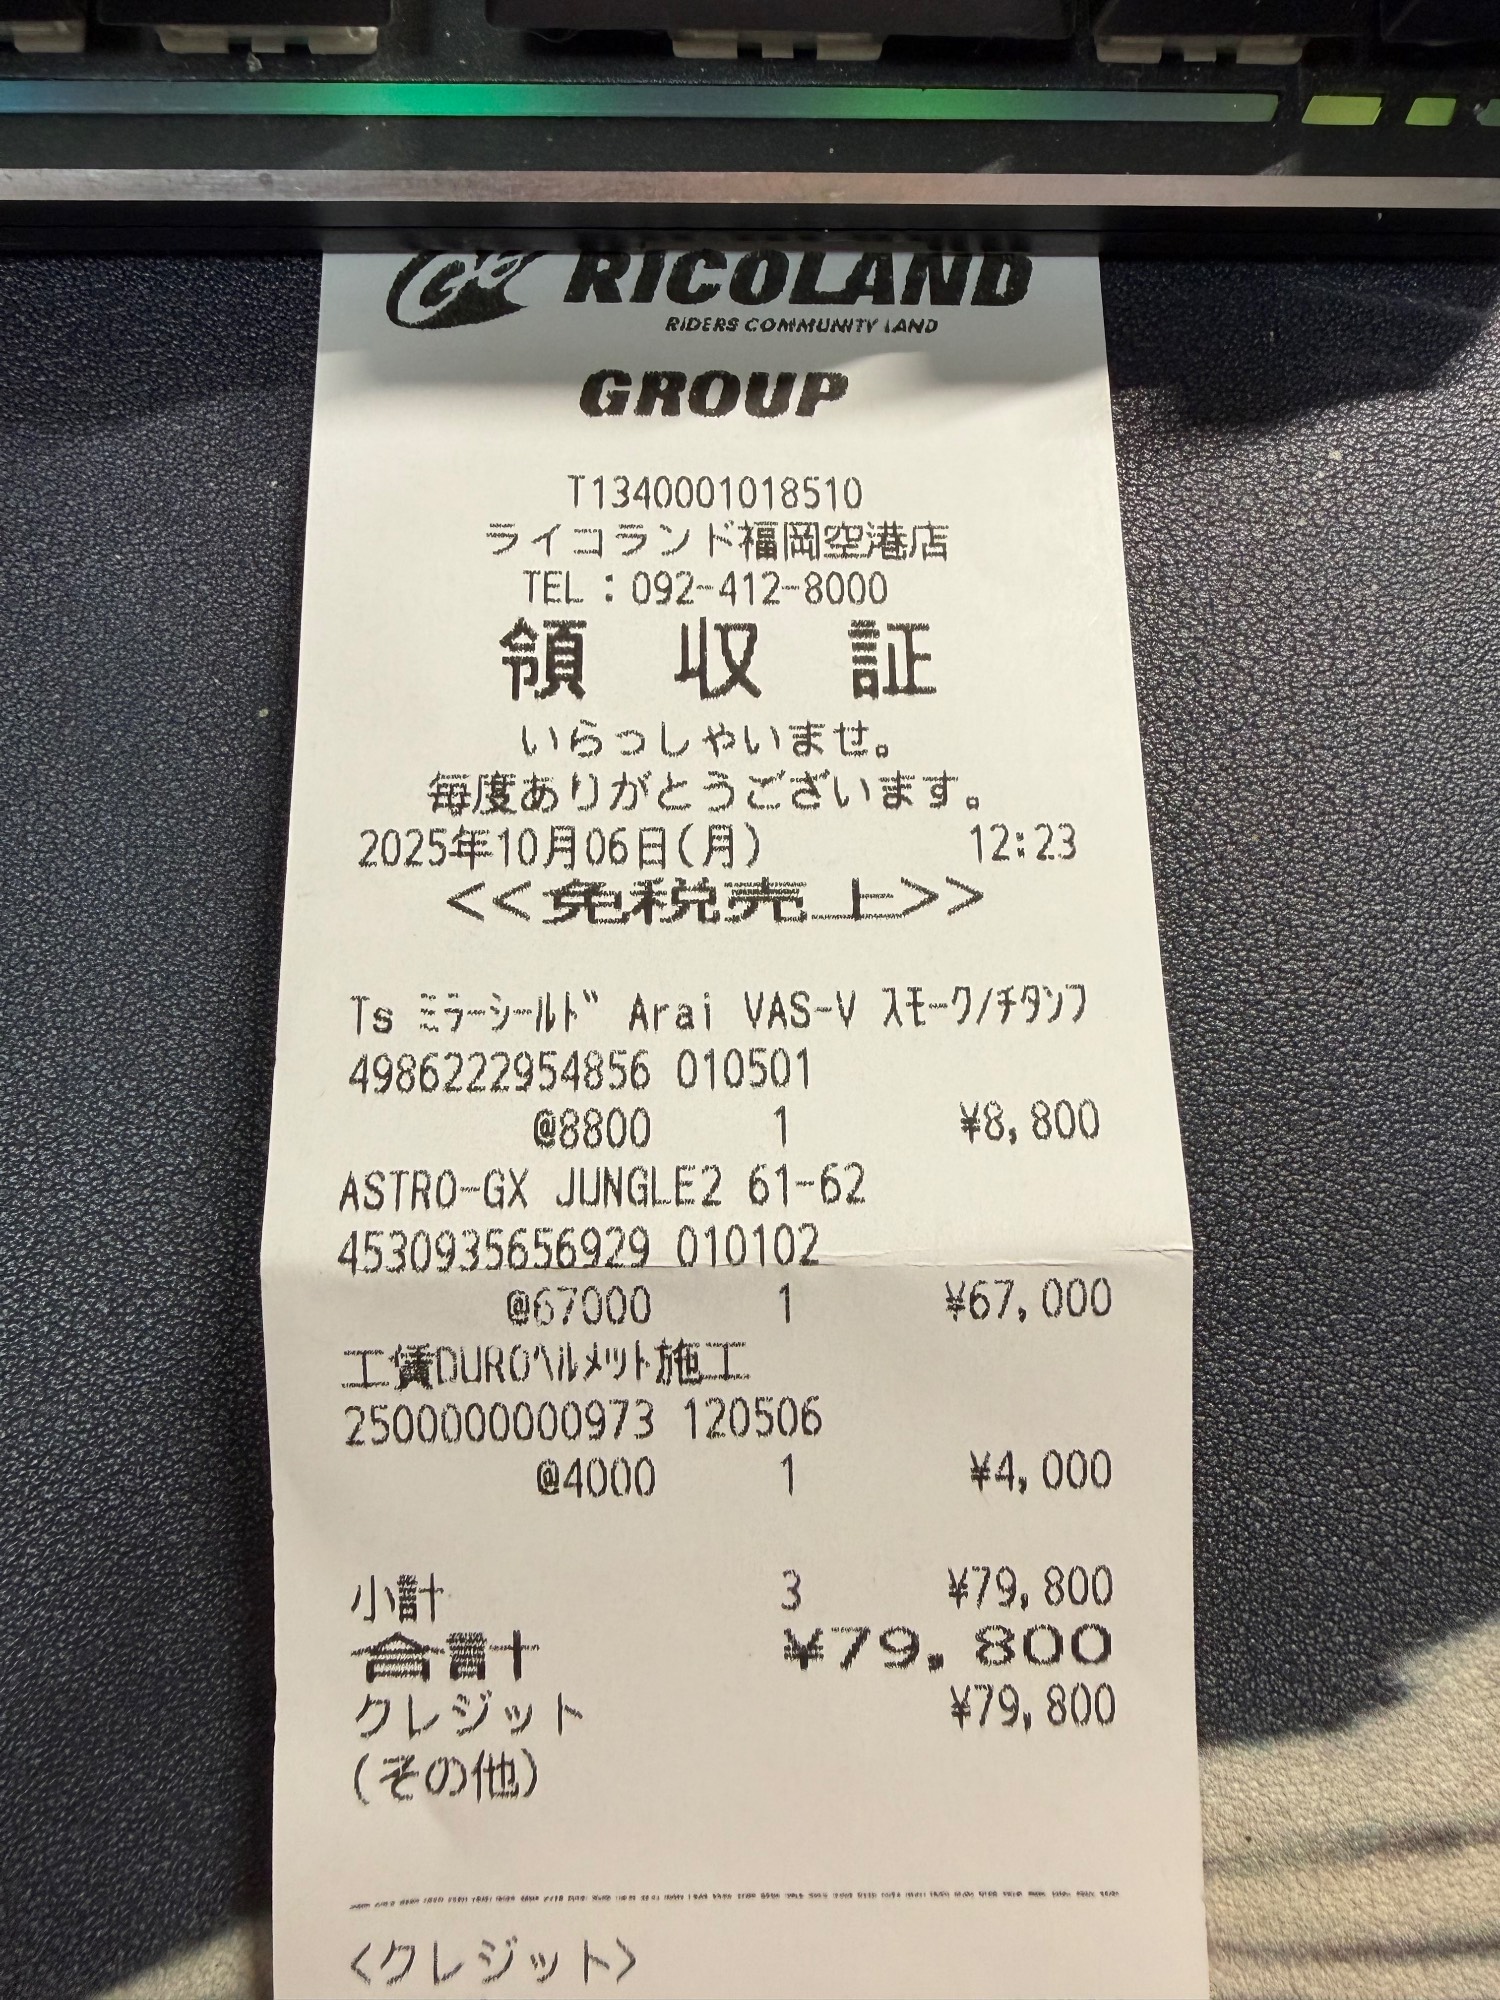 RICOLAND
RIDERS COMMUNITY LAND
GROUP
T1340001018510
ライコランド福岡空港店
TEL：092-412-8000
領 収 証
いらっしゃいませ。
毎度ありがとうございます。
2025年10月06日(月) 12:23
<<免税売上>>
Ts ﾐﾗｰｼｰﾙﾄﾞ Arai VAS-V ｽﾓｰｸ/ﾁﾀﾝﾌ
4986222954856 010501
@8800 1 ¥8,800
ASTRO-GX JUNGLE2 61-62
4530935656929 010102
@67000 1 ¥67,000
工賃DUROﾍﾙﾒｯﾄ施工
2500000000973 120506
@4000 1 ¥4,000
小計 3 ¥79,800
合計 ¥79,800
クレジット ¥79,800
(その他)
<クレジット>